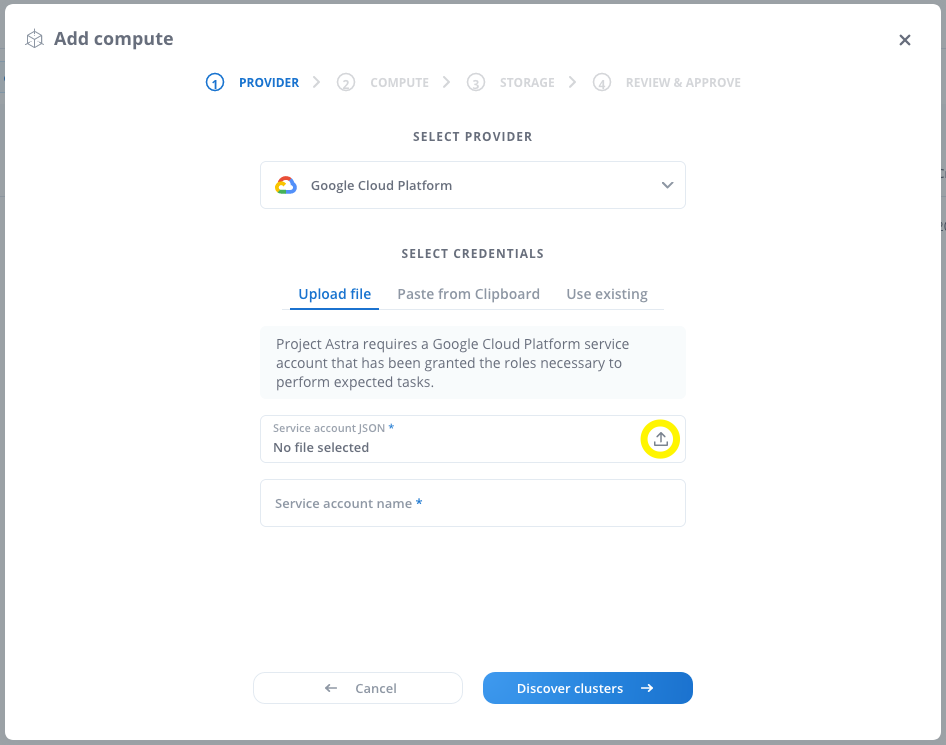 Add compute
1 PROVIDER 2 COMPUTE 3 STORAGE 4 REVIEW & APPROVE
SELECT PROVIDER
Google Cloud Platform
SELECT CREDENTIALS
Upload file Paste from Clipboard Use existing
Project Astra requires a Google Cloud Platform service
account that has been granted the roles necessary to
perform expected tasks.
Service account JSON *
No file selected
Service account name *
Cancel Discover clusters